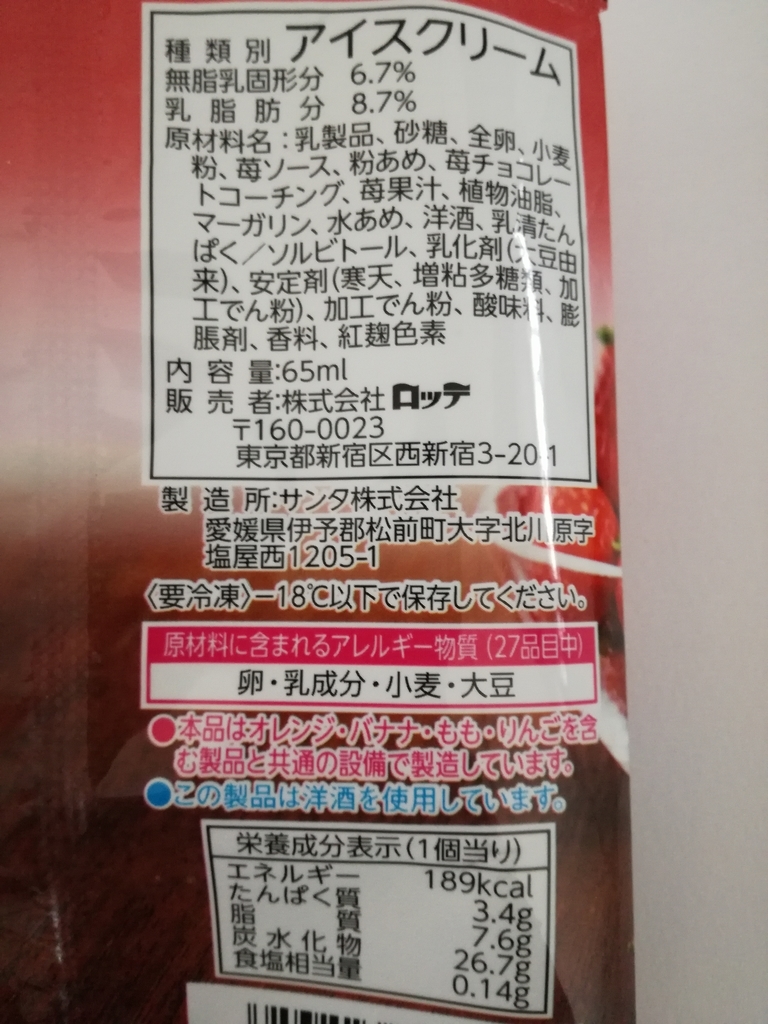 種類別 アイスクリーム
無脂乳固形分 6.7%
乳脂肪分 8.7%
原材料名:乳製品、砂糖、全卵、小麦
粉、苺ソース、粉あめ、苺チョコレー
トコーチング、苺果汁、植物油脂、
マーガリン、水あめ、洋酒、乳清たん
ぱく/ソルビトール、乳化剤(大豆由
来)、安定剤(寒天、増粘多糖類、加
工でん粉)、加工でん粉、酸味料、膨
脹剤、香料、紅麹色素
内容量:65ml
販売者:株式会社 ロッテ
〒160-0023
東京都新宿区西新宿3-20-1
製造所:サンタ株式会社
愛媛県伊予郡松前町大字北川原字
塩屋西1205-1
〈要冷凍〉-18℃以下で保存してください。
原材料に含まれるアレルギー物質(27品目中)
卵・乳成分・小麦・大豆
●本品はオレンジ・バナナ・もも・りんごを含
む製品と共通の設備で製造しています。
●この製品は洋酒を使用しています。
栄養成分表示(1個当り)
エネルギー 189kcal
たんぱく質 3.4g
脂質 7.6g
炭水化物 26.7g
食塩相当量 0.14g